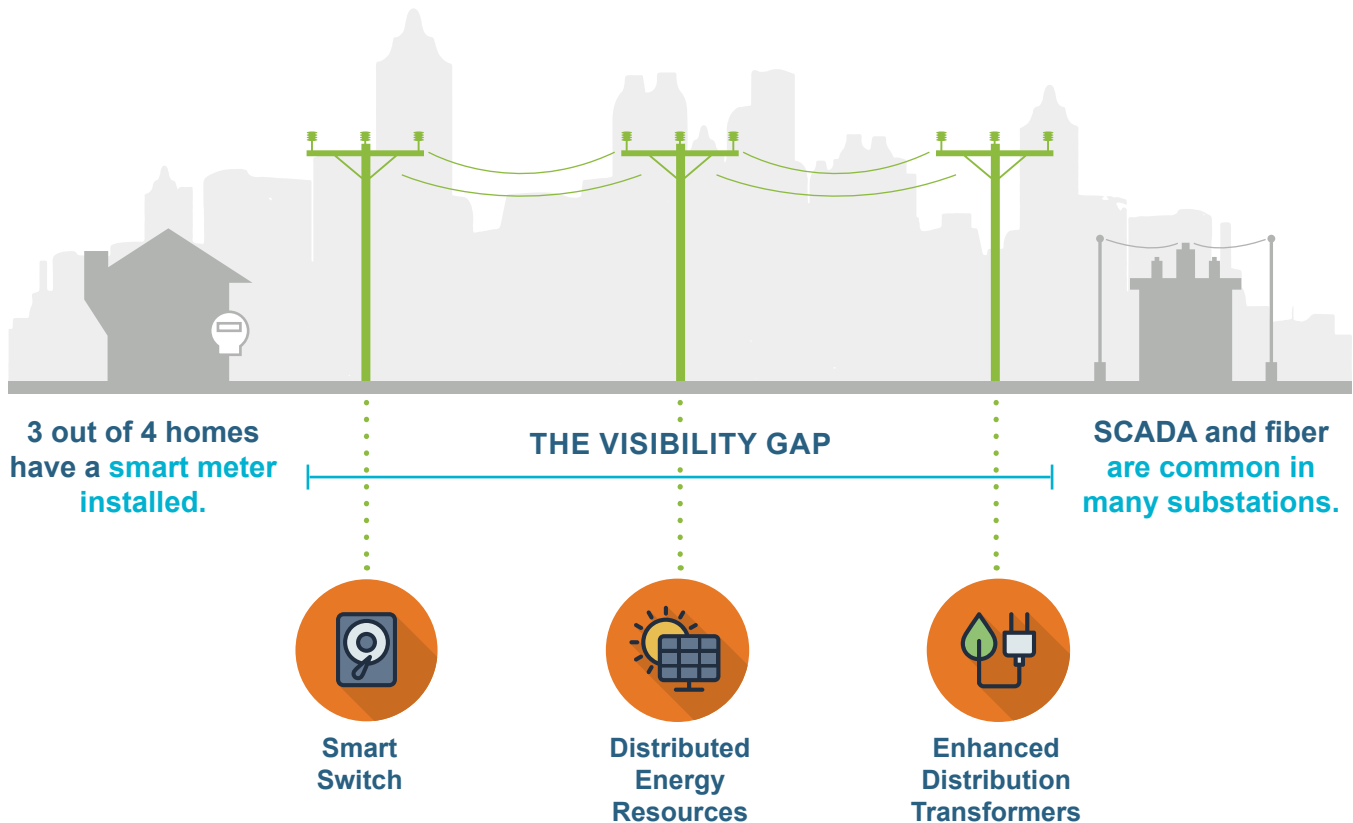 3 out of 4 homes
have a smart meter
installed.
THE VISIBILITY GAP
SCADA and fiber
are common in
many substations.
Smart
Switch
Distributed
Energy
Resources
Enhanced
Distribution
Transformers